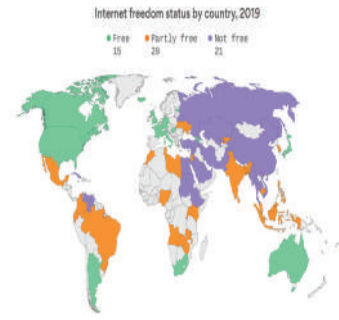 Internet freedom status by country, 2019
Free Partly free Not free
15 29 21